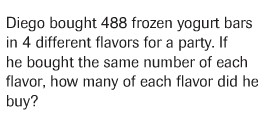 Diego bought 488 frozen yogurt bars
in 4 different flavors for a party. If
he bought the same number of each
flavor, how many of each flavor did he
buy?